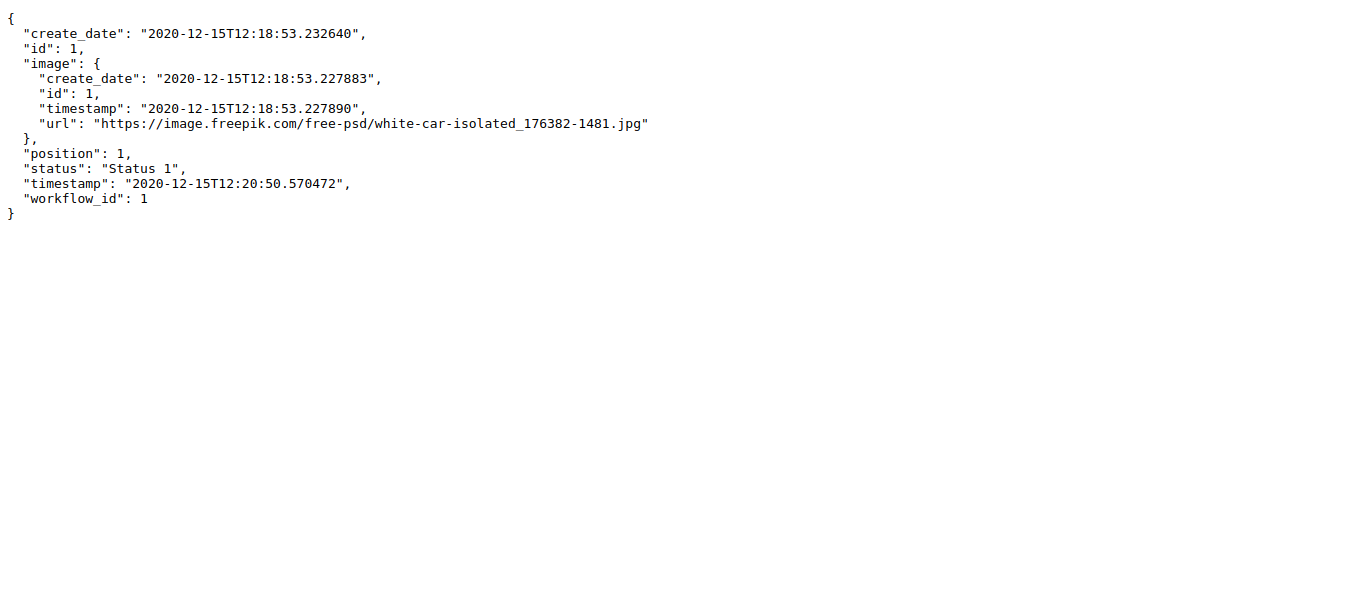 {
  "create_date": "2020-12-15T12:18:53.232640",
  "id": 1,
  "image": {
    "create_date": "2020-12-15T12:18:53.227883",
    "id": 1,
    "timestamp": "2020-12-15T12:18:53.227890",
    "url": "https://image.freepik.com/free-psd/white-car-isolated_176382-1481.jpg"
  },
  "position": 1,
  "status": "Status 1",
  "timestamp": "2020-12-15T12:20:50.570472",
  "workflow_id": 1
}